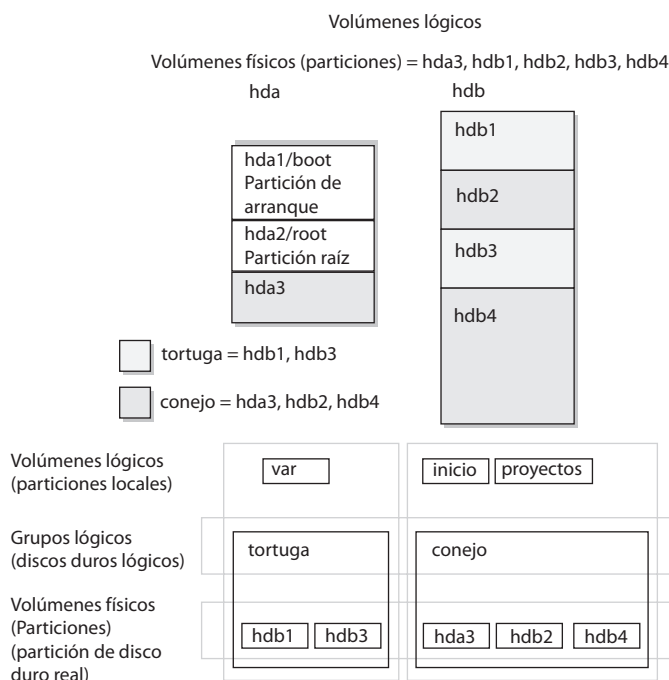 Volúmenes lógicos
Volúmenes físicos (particiones) = hda3, hdb1, hdb2, hdb3, hdb4
hda
hdb
hda1/boot
Partición de
arranque
hda2/root
Partición raíz
hda3
hdb1
hdb2
hdb3
hdb4
tortuga = hdb1, hdb3
conejo = hda3, hdb2, hdb4
Volúmenes lógicos
(particiones locales)
var
inicio
proyectos
Grupos lógicos
(discos duros lógicos)
tortuga
conejo
Volúmenes físicos
(Particiones)
(partición de disco
duro real)
hdb1
hdb3
hda3
hdb2
hdb4